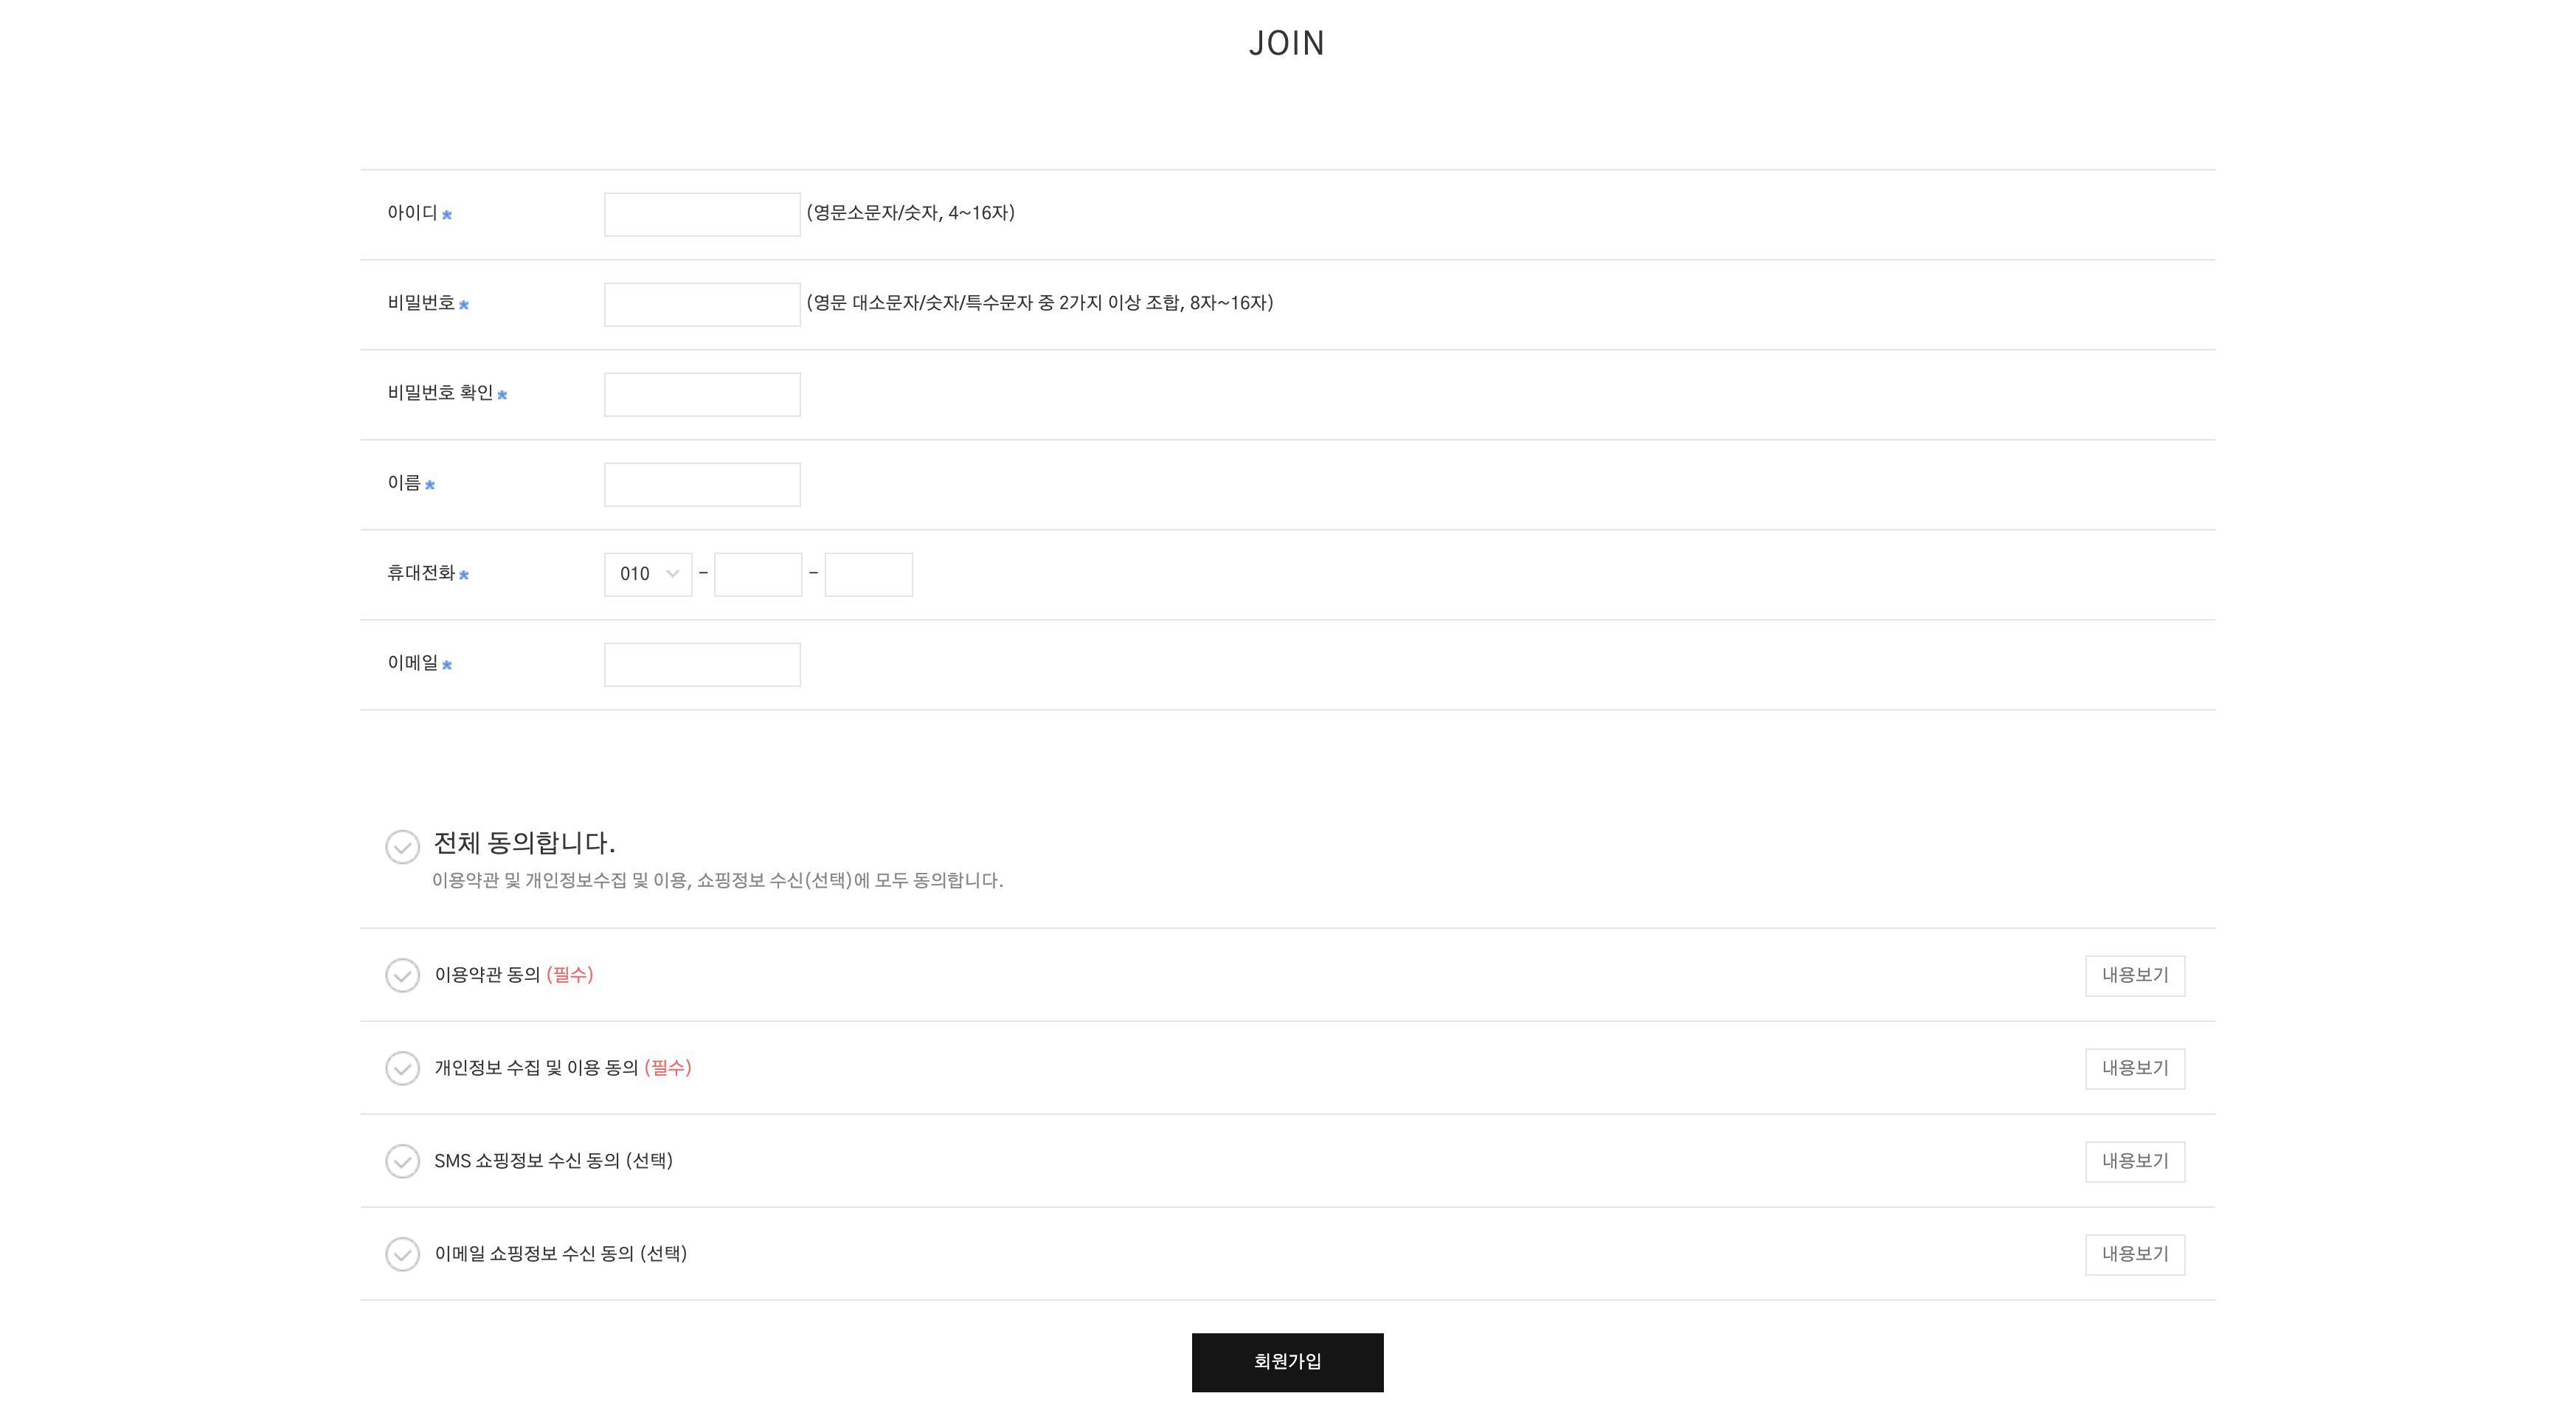 JOIN
아이디 * (영문소문자/숫자, 4~16자)
비밀번호 * (영문 대소문자/숫자/특수문자 중 2가지 이상 조합, 8자~16자)
비밀번호 확인 *
이름 *
휴대전화 * 010 - -
이메일 *
전체 동의합니다.
이용약관 및 개인정보수집 및 이용, 쇼핑정보 수신(선택)에 모두 동의합니다.
이용약관 동의 (필수) 내용보기
개인정보 수집 및 이용 동의 (필수) 내용보기
SMS 쇼핑정보 수신 동의 (선택) 내용보기
이메일 쇼핑정보 수신 동의 (선택) 내용보기
회원가입